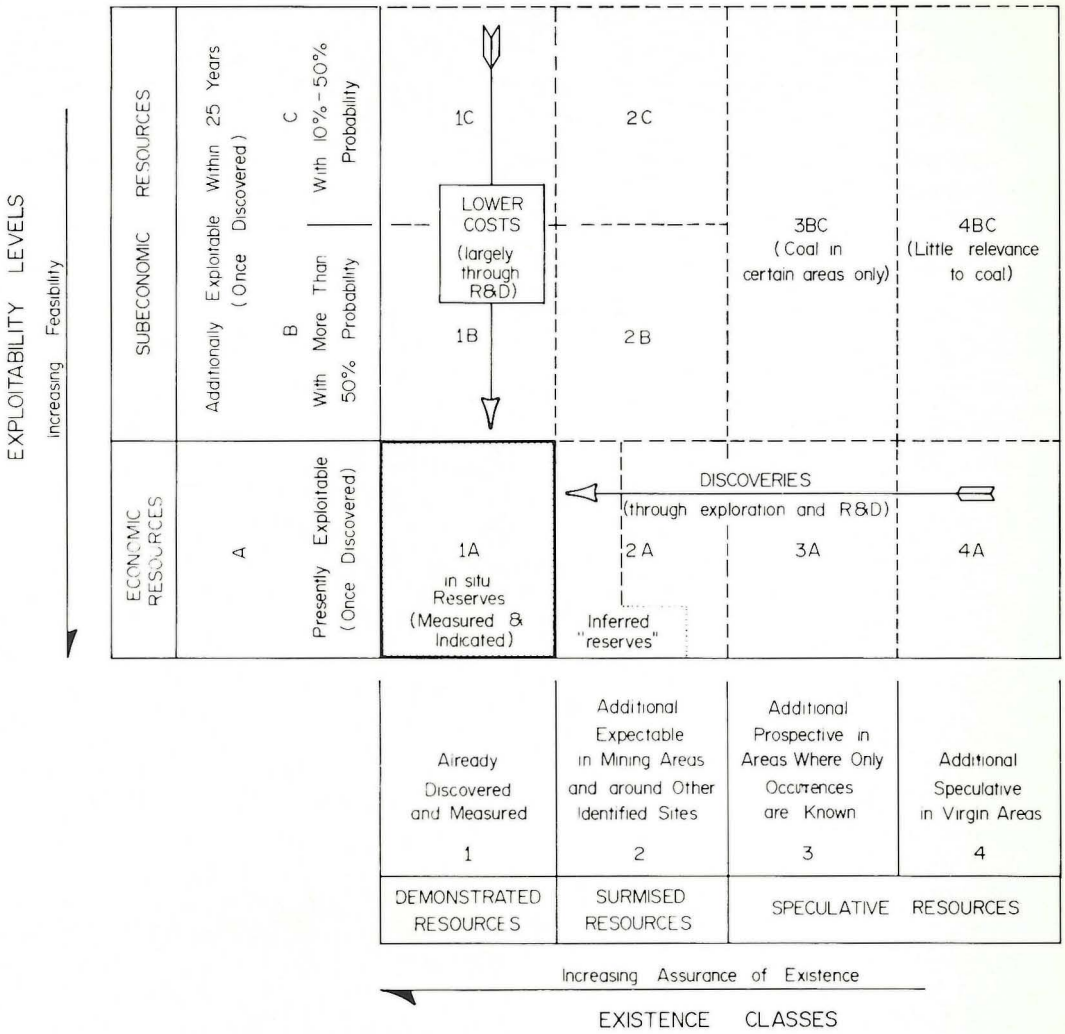 EXPLOITABILITY LEVELS
Increasing Feasibility
SUBECONOMIC RESOURCES
Additionally Exploitable Within 25 Years
(Once Discovered)
C
With 10%-50%
Probability
B
With More Than
50% Probability
ECONOMIC
RESOURCES
A
Presently Exploitable
(Once Discovered)
1C
2C
LOWER
COSTS
(largely
through
R&D)
3BC
(Coal in
certain areas only)
4BC
(Little relevance
to coal)
1B
2B
DISCOVERIES
(through exploration and R&D)
1A
in situ
Reserves
(Measured &
Indicated)
2A
Inferred
"reserves"
3A
4A
Already
Discovered
and Measured
1
Additional
Expectable
in Mining Areas
and around Other
Identified Sites
2
Additional
Prospective in
Areas Where Only
Occurrences
are Known
3
Additional
Speculative
in Virgin Areas
4
DEMONSTRATED
RESOURCES
SURMISED
RESOURCES
SPECULATIVE RESOURCES
Increasing Assurance of Existence
EXISTENCE CLASSES